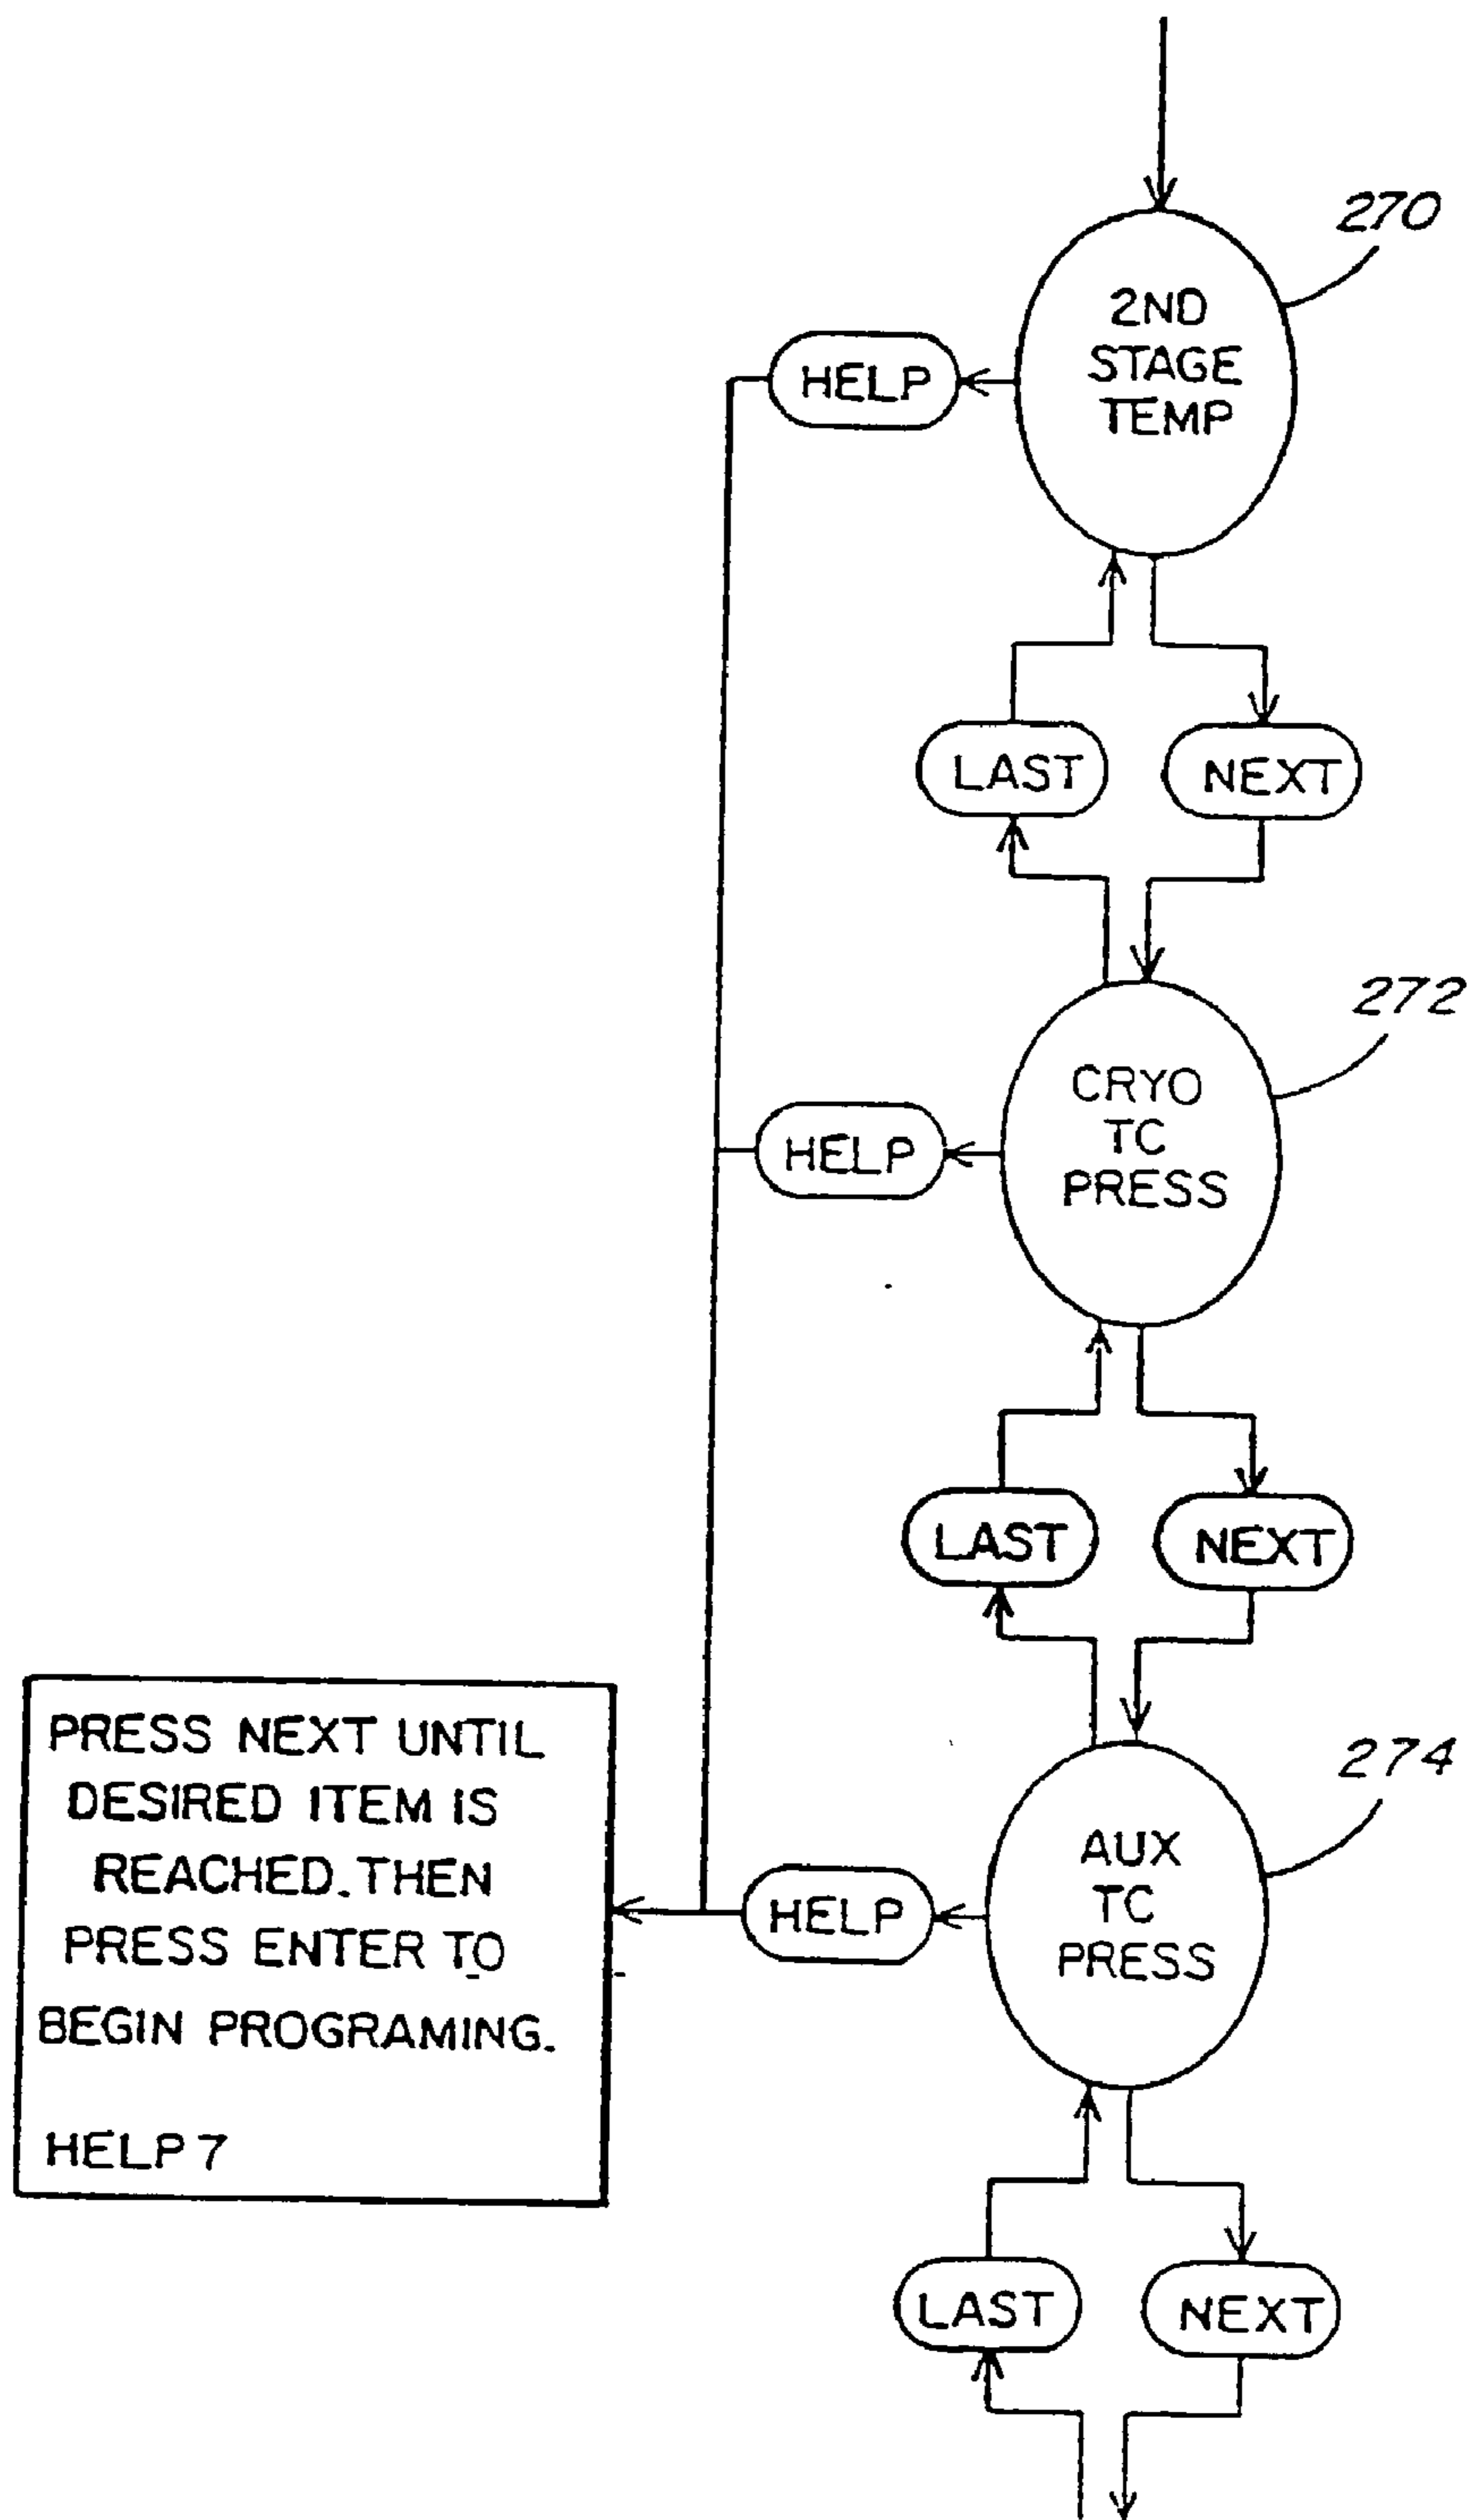 270
2ND
STAGE
TEMP
HELP
LAST
NEXT
272
CRYO
TC
PRESS
HELP
LAST
NEXT
274
AUX
TC
PRESS
HELP
PRESS NEXT UNTIL
DESIRED ITEM IS
REACHED. THEN
PRESS ENTER TO
BEGIN PROGRAMING.
HELP 7
LAST
NEXT